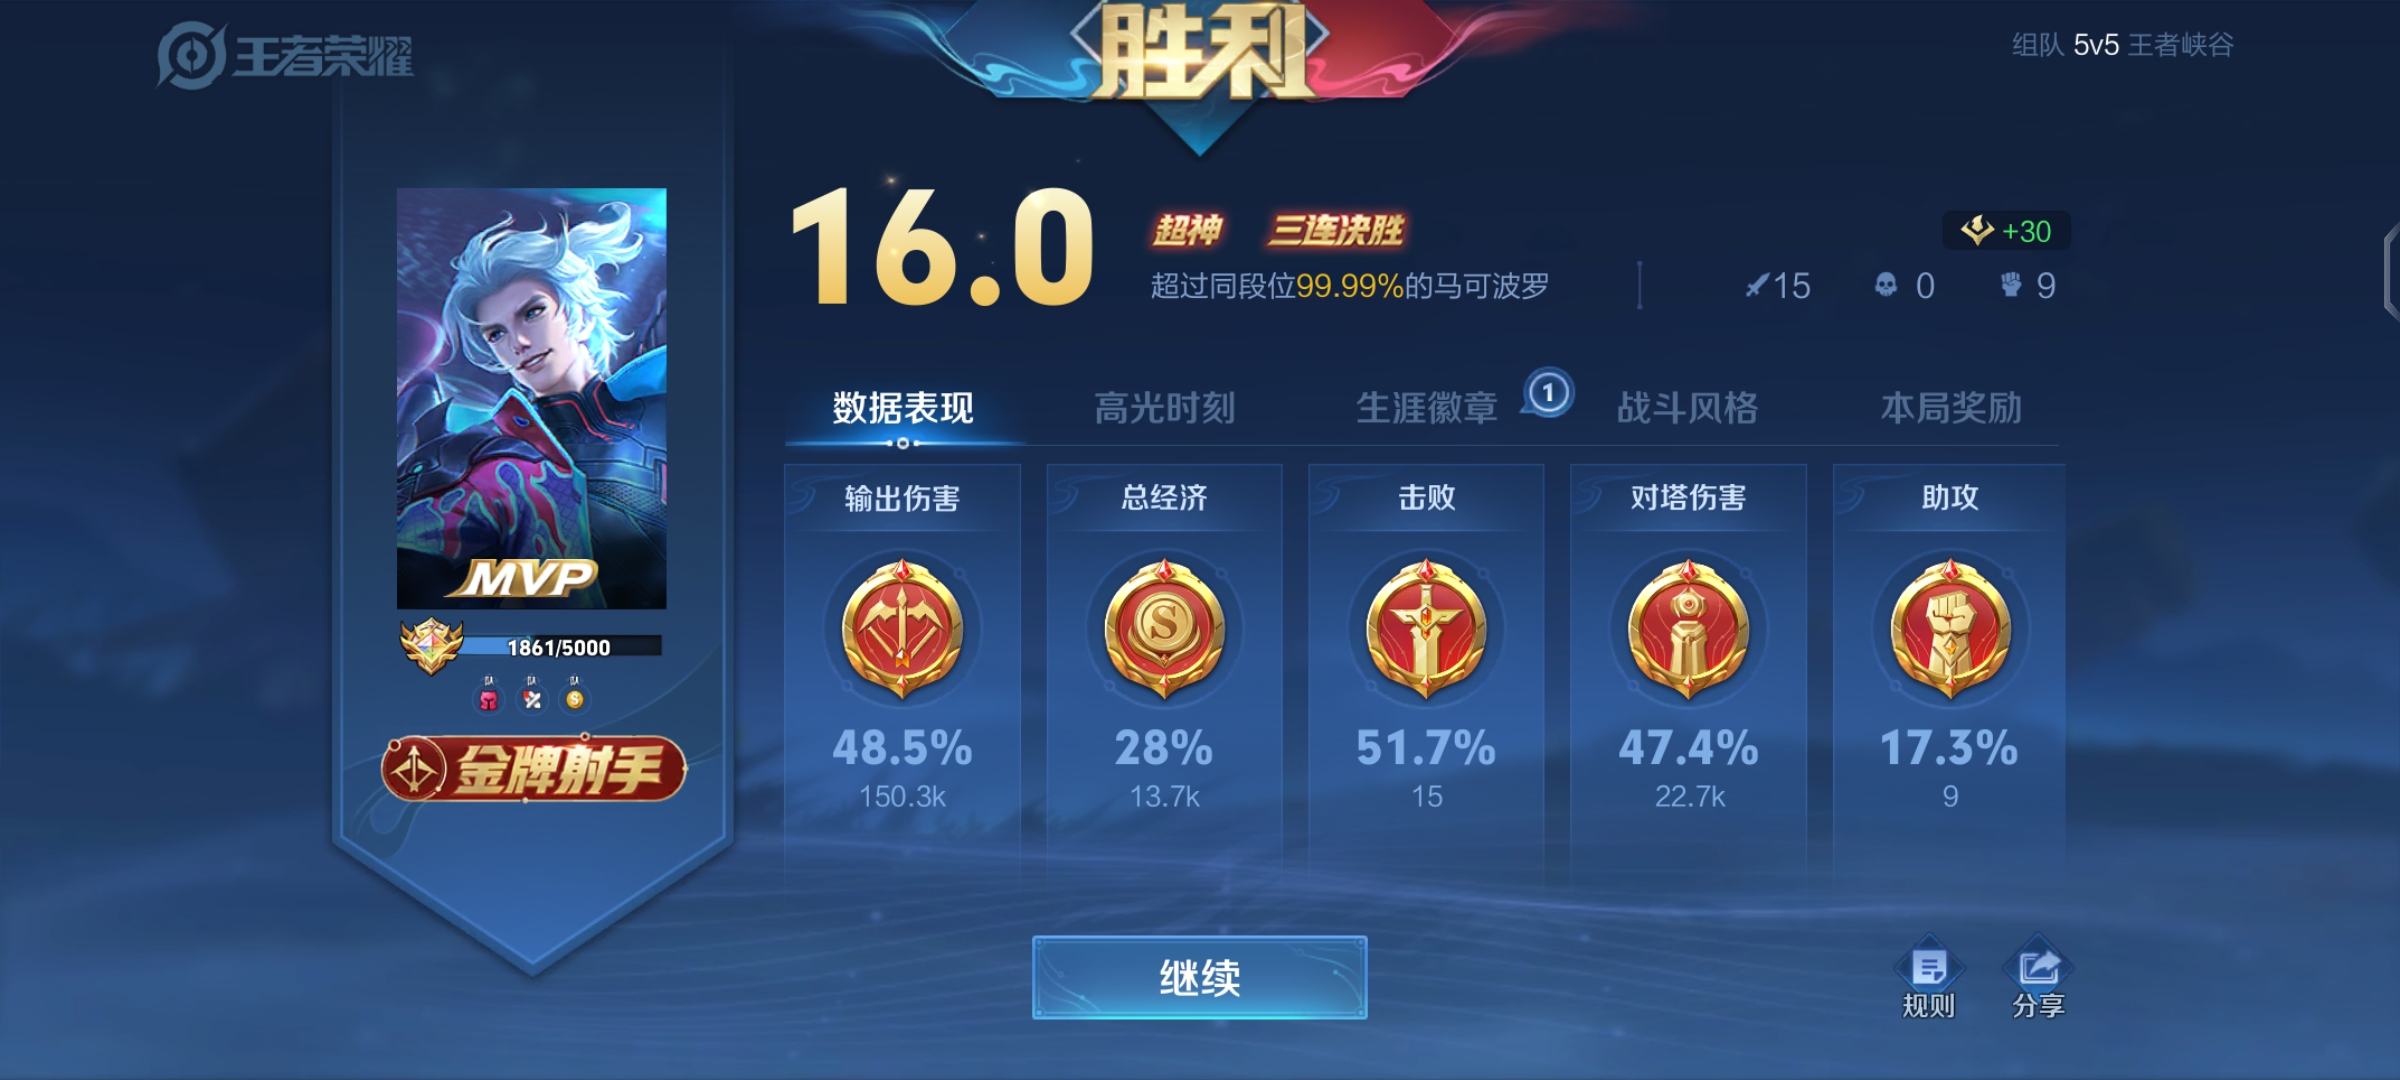 王者荣耀
胜利
组队 5v5 王者峡谷
16.0
超神 三连决胜
+30
超过同段位99.99%的马可波罗
15 0 9
MVP
1861/5000
金牌射手
数据表现 高光时刻 生涯徽章 1 战斗风格 本局奖励
输出伤害 总经济 击败 对塔伤害 助攻
48.5% 28% 51.7% 47.4% 17.3%
150.3k 13.7k 15 22.7k 9
继续
规则 分享